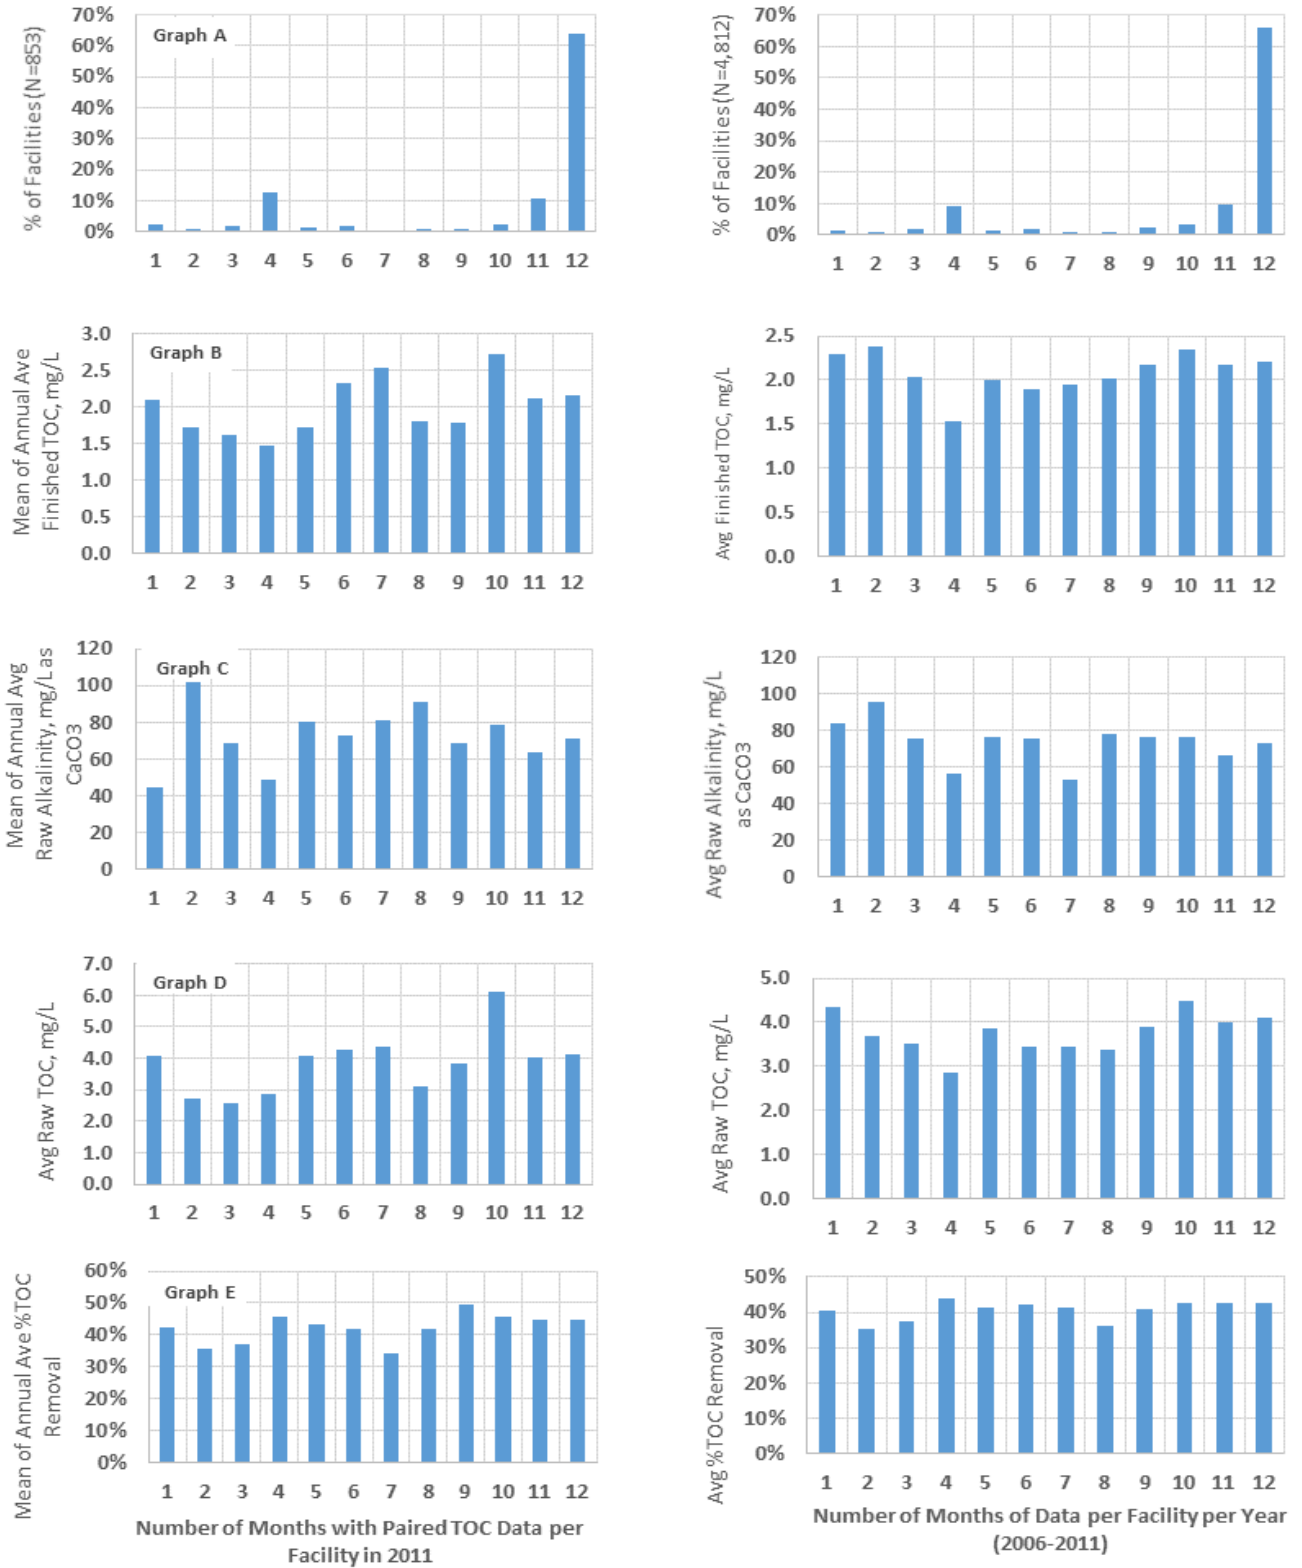 % of Facilities (N=853)
70%
60%
50%
40%
30%
20%
10%
0%
Graph A
1 2 3 4 5 6 7 8 9 10 11 12
% of Facilities (N=4,812)
70%
60%
50%
40%
30%
20%
10%
0%
1 2 3 4 5 6 7 8 9 10 11 12
Mean of Annual Ave
Finished TOC, mg/L
3.0
2.5
2.0
1.5
1.0
0.5
0.0
Graph B
1 2 3 4 5 6 7 8 9 10 11 12
Avg Finished TOC, mg/L
2.5
2.0
1.5
1.0
0.5
0.0
1 2 3 4 5 6 7 8 9 10 11 12
Mean of Annual Avg
Raw Alkalinity, mg/L as
CaCO3
120
100
80
60
40
20
0
Graph C
1 2 3 4 5 6 7 8 9 10 11 12
Avg Raw Alkalinity, mg/L
as CaCO3
120
100
80
60
40
20
0
1 2 3 4 5 6 7 8 9 10 11 12
Avg Raw TOC, mg/L
7.0
6.0
5.0
4.0
3.0
2.0
1.0
0.0
Graph D
1 2 3 4 5 6 7 8 9 10 11 12
Avg Raw TOC, mg/L
5.0
4.0
3.0
2.0
1.0
0.0
1 2 3 4 5 6 7 8 9 10 11 12
Mean of Annual Ave %TOC
Removal
60%
50%
40%
30%
20%
10%
0%
Graph E
1 2 3 4 5 6 7 8 9 10 11 12
Number of Months with Paired TOC Data per
Facility in 2011
Avg %TOC Removal
50%
40%
30%
20%
10%
0%
1 2 3 4 5 6 7 8 9 10 11 12
Number of Months of Data per Facility per Year
(2006-2011)